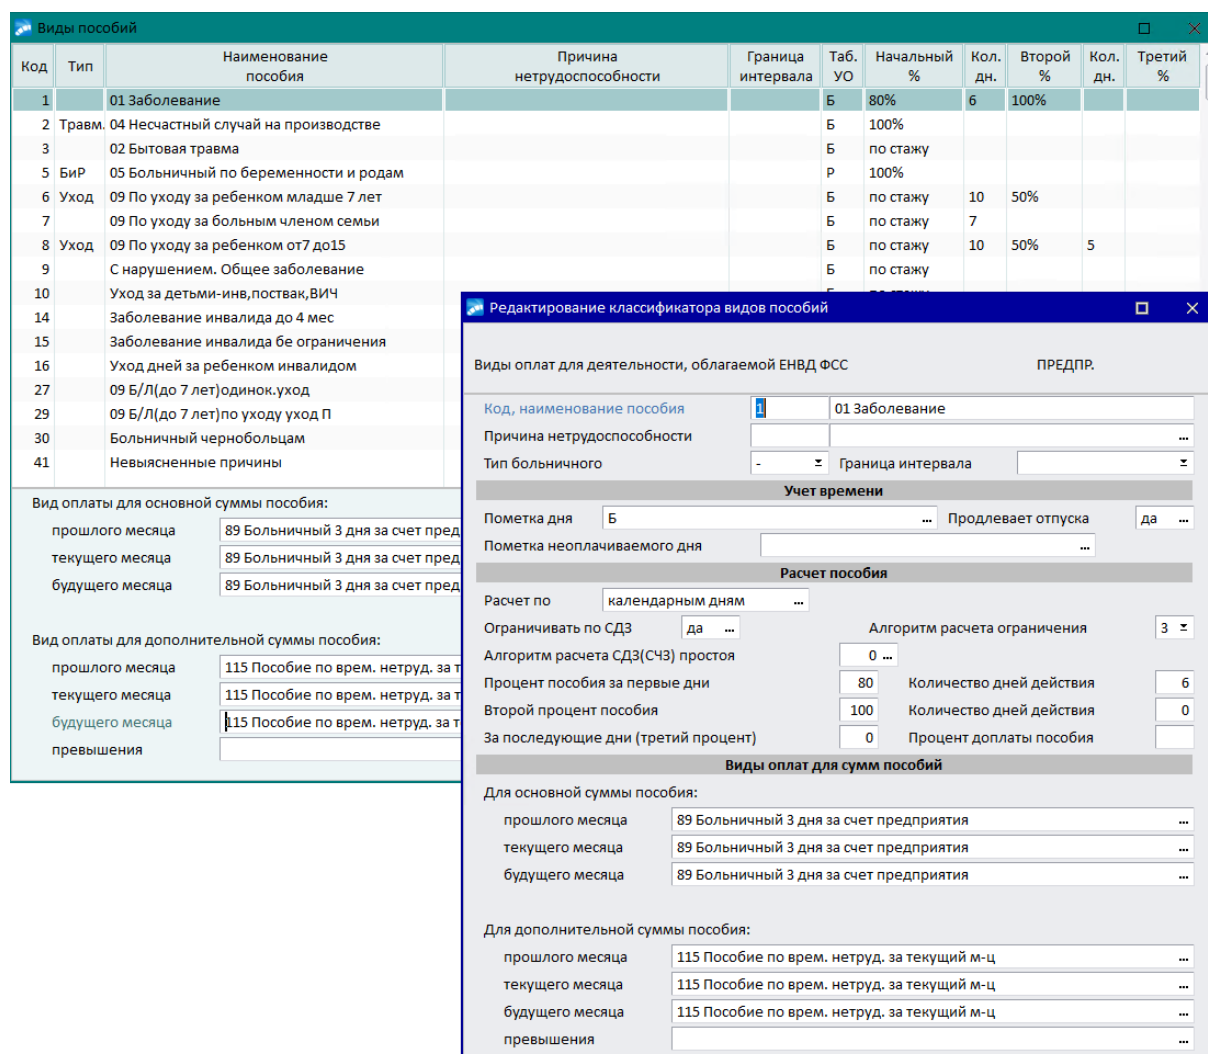 Виды пособий
Код Тип Наименование пособия Причина нетрудоспособности Граница интервала Таб. УО Начальный % Кол. дн. Второй % Кол. дн. Третий %
1 01 Заболевание Б 80% 6 100%
2 Травм. 04 Несчастный случай на производстве Б 100%
3 02 Бытовая травма Б по стажу
5 БиР 05 Больничный по беременности и родам Р 100%
6 Уход 09 По уходу за ребенком младше 7 лет Б по стажу 10 50%
7 09 По уходу за больным членом семьи Б по стажу 7
8 Уход 09 По уходу за ребенком от7 до15 Б по стажу 10 50% 5
9 С нарушением. Общее заболевание Б по стажу
10 Уход за детьми-инв,поствак,ВИЧ
14 Заболевание инвалида до 4 мес
15 Заболевание инвалида бе ограничения
16 Уход дней за ребенком инвалидом
27 09 Б/Л(до 7 лет)одинок.уход
29 09 Б/Л(до 7 лет)по уходу уход П
30 Больничный чернобольцам
41 Невыясненные причины
Вид оплаты для основной суммы пособия:
прошлого месяца 89 Больничный 3 дня за счет пред
текущего месяца 89 Больничный 3 дня за счет пред
будущего месяца 89 Больничный 3 дня за счет пред
Вид оплаты для дополнительной суммы пособия:
прошлого месяца 115 Пособие по врем. нетруд. за т
текущего месяца 115 Пособие по врем. нетруд. за т
будущего месяца 115 Пособие по врем. нетруд. за т
превышения
Редактирование классификатора видов пособий
Виды оплат для деятельности, облагаемой ЕНВД ФСС ПРЕДПР.
Код, наименование пособия 1 01 Заболевание
Причина нетрудоспособности ...
Тип больничного - Граница интервала
Учет времени
Пометка дня Б ... Продлевает отпуска да ...
Пометка неоплачиваемого дня ...
Расчет пособия
Расчет по календарным дням ...
Ограничивать по СДЗ да ... Алгоритм расчета ограничения 3
Алгоритм расчета СДЗ(СЧЗ) простоя 0 ...
Процент пособия за первые дни 80 Количество дней действия 6
Второй процент пособия 100 Количество дней действия 0
За последующие дни (третий процент) 0 Процент доплаты пособия
Виды оплат для сумм пособий
Для основной суммы пособия:
прошлого месяца 89 Больничный 3 дня за счет предприятия ...
текущего месяца 89 Больничный 3 дня за счет предприятия ...
будущего месяца 89 Больничный 3 дня за счет предприятия ...
Для дополнительной суммы пособия:
прошлого месяца 115 Пособие по врем. нетруд. за текущий м-ц ...
текущего месяца 115 Пособие по врем. нетруд. за текущий м-ц ...
будущего месяца 115 Пособие по врем. нетруд. за текущий м-ц ...
превышения ...